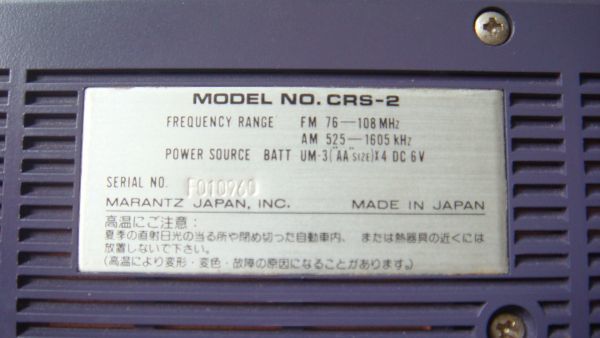 MODEL NO. CRS-2
FREQUENCY RANGE FM 76—108 MHz
AM 525—1605 kHz
POWER SOURCE BATT UM-3("AA"SIZE)X4 DC 6V
SERIAL NO. F010960
MARANTZ JAPAN, INC. MADE IN JAPAN
高温にご注意:
夏季の直射日光の当る所や閉め切った自動車内、または熱器具の近くには
放置しないで下さい。
(高温により変形・変色・故障の原因になることがあります。)